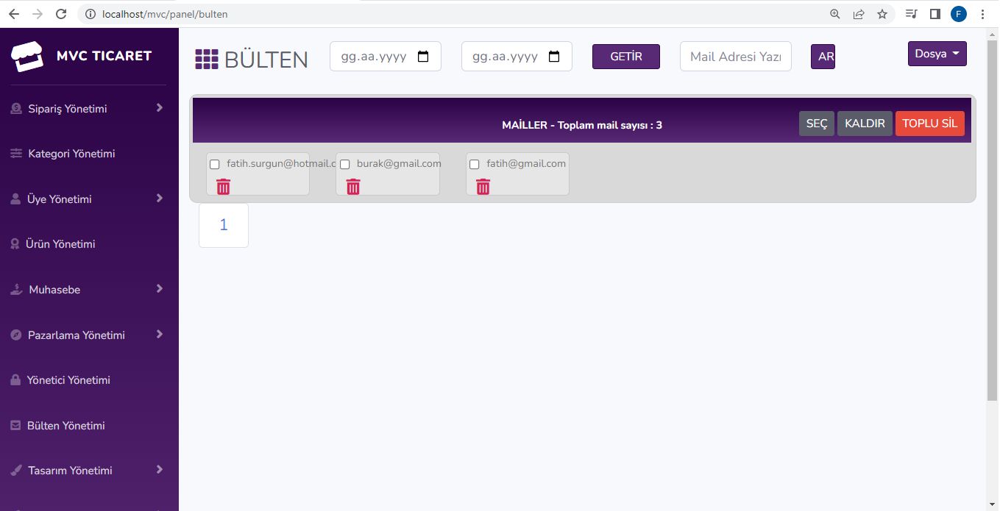 localhost/mvc/panel/bulten
F
MVC TICARET
BÜLTEN
gg.aa.yyyy
gg.aa.yyyy
GETİR
Mail Adresi Yazı
AR
Dosya
MAİLLER - Toplam mail sayısı : 3
SEÇ
KALDIR
TOPLU SİL
fatih.surgun@hotmail.c
burak@gmail.com
fatih@gmail.com
1
Sipariş Yönetimi
Kategori Yönetimi
Üye Yönetimi
Ürün Yönetimi
Muhasebe
Pazarlama Yönetimi
Yönetici Yönetimi
Bülten Yönetimi
Tasarım Yönetimi